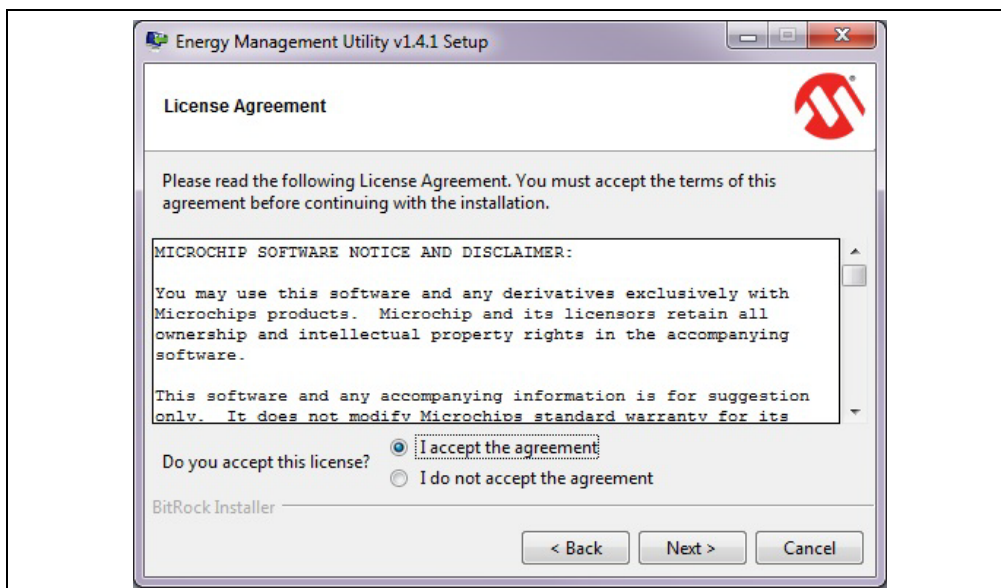 Energy Management Utility v1.4.1 Setup
License Agreement
Please read the following License Agreement. You must accept the terms of this
agreement before continuing with the installation.
MICROCHIP SOFTWARE NOTICE AND DISCLAIMER:
You may use this software and any derivatives exclusively with
Microchips products.  Microchip and its licensors retain all
ownership and intellectual property rights in the accompanying
software.
This software and any accompanying information is for suggestion
only.  It does not modify Microchips standard warranty for its
Do you accept this license?
I accept the agreement
I do not accept the agreement
BitRock Installer
< Back
Next >
Cancel